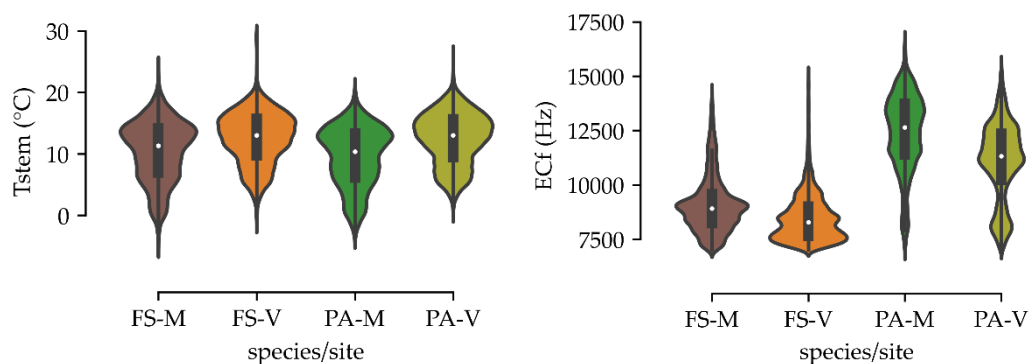 Tstem (°C)
30
20
10
0
FS-M FS-V PA-M PA-V
species/site
ECf (Hz)
17500
15000
12500
10000
7500
FS-M FS-V PA-M PA-V
species/site